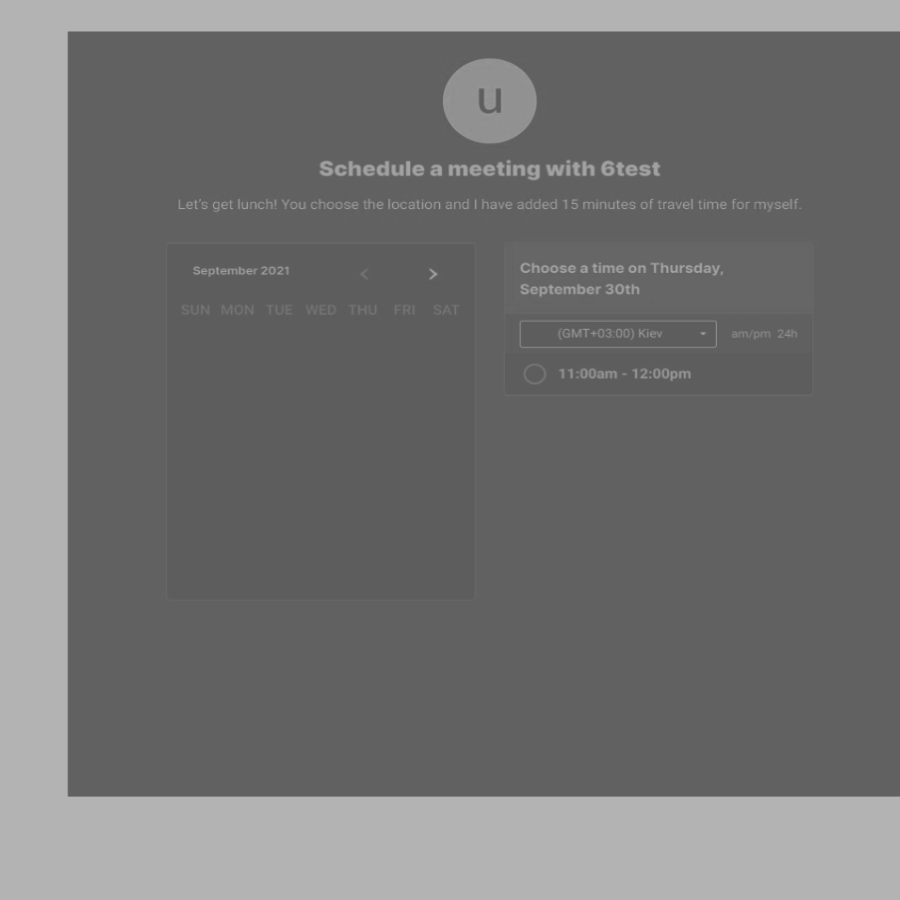 u
Schedule a meeting with 6test
Let's get lunch! You choose the location and I have added 15 minutes of travel time for myself.
September 2021
SUN MON TUE WED THU FRI SAT
Choose a time on Thursday,
September 30th
(GMT+03:00) Kiev
am/pm 24h
11:00am - 12:00pm